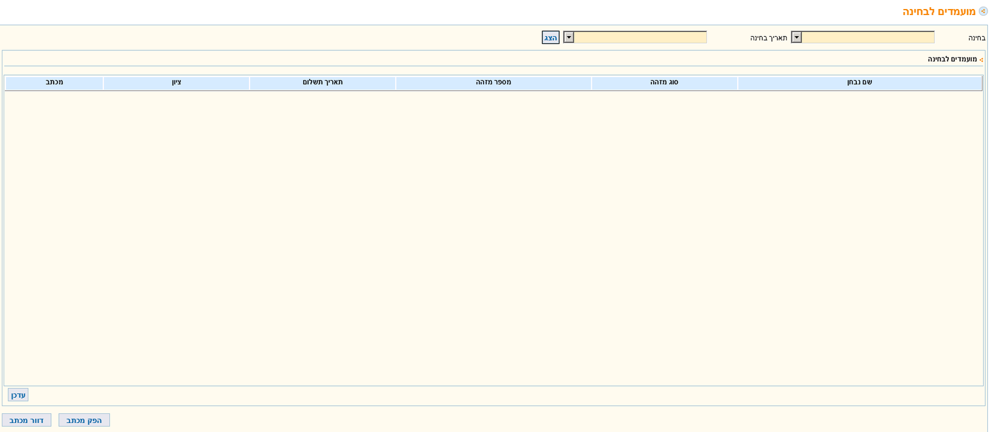 מועמדים לבחינה
בחינה תאריך בחינה הצג
מועמדים לבחינה
שם נבחן סוג מזהה מספר מזהה תאריך תשלום ציון מכתב
עדכן
הפק מכתב דוור מכתב